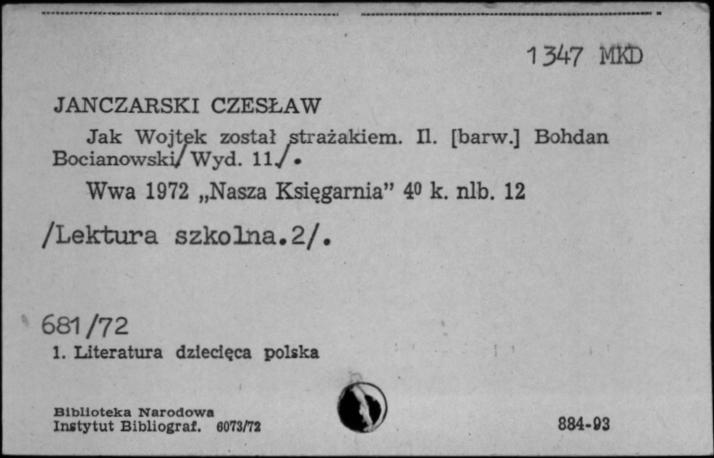 1347 MKD
JANCZARSKI CZESŁAW
Jak Wojtek został strażakiem. Il. [barw.] Bohdan
Bocianowski/Wyd. 11/.
Wwa 1972 „Nasza Księgarnia” 4⁰ k. nlb. 12
/Lektura szkolna.2/.
681/72
1. Literatura dziecięca polska
Biblioteka Narodowa
Instytut Bibliograf. 6073/72
884-93